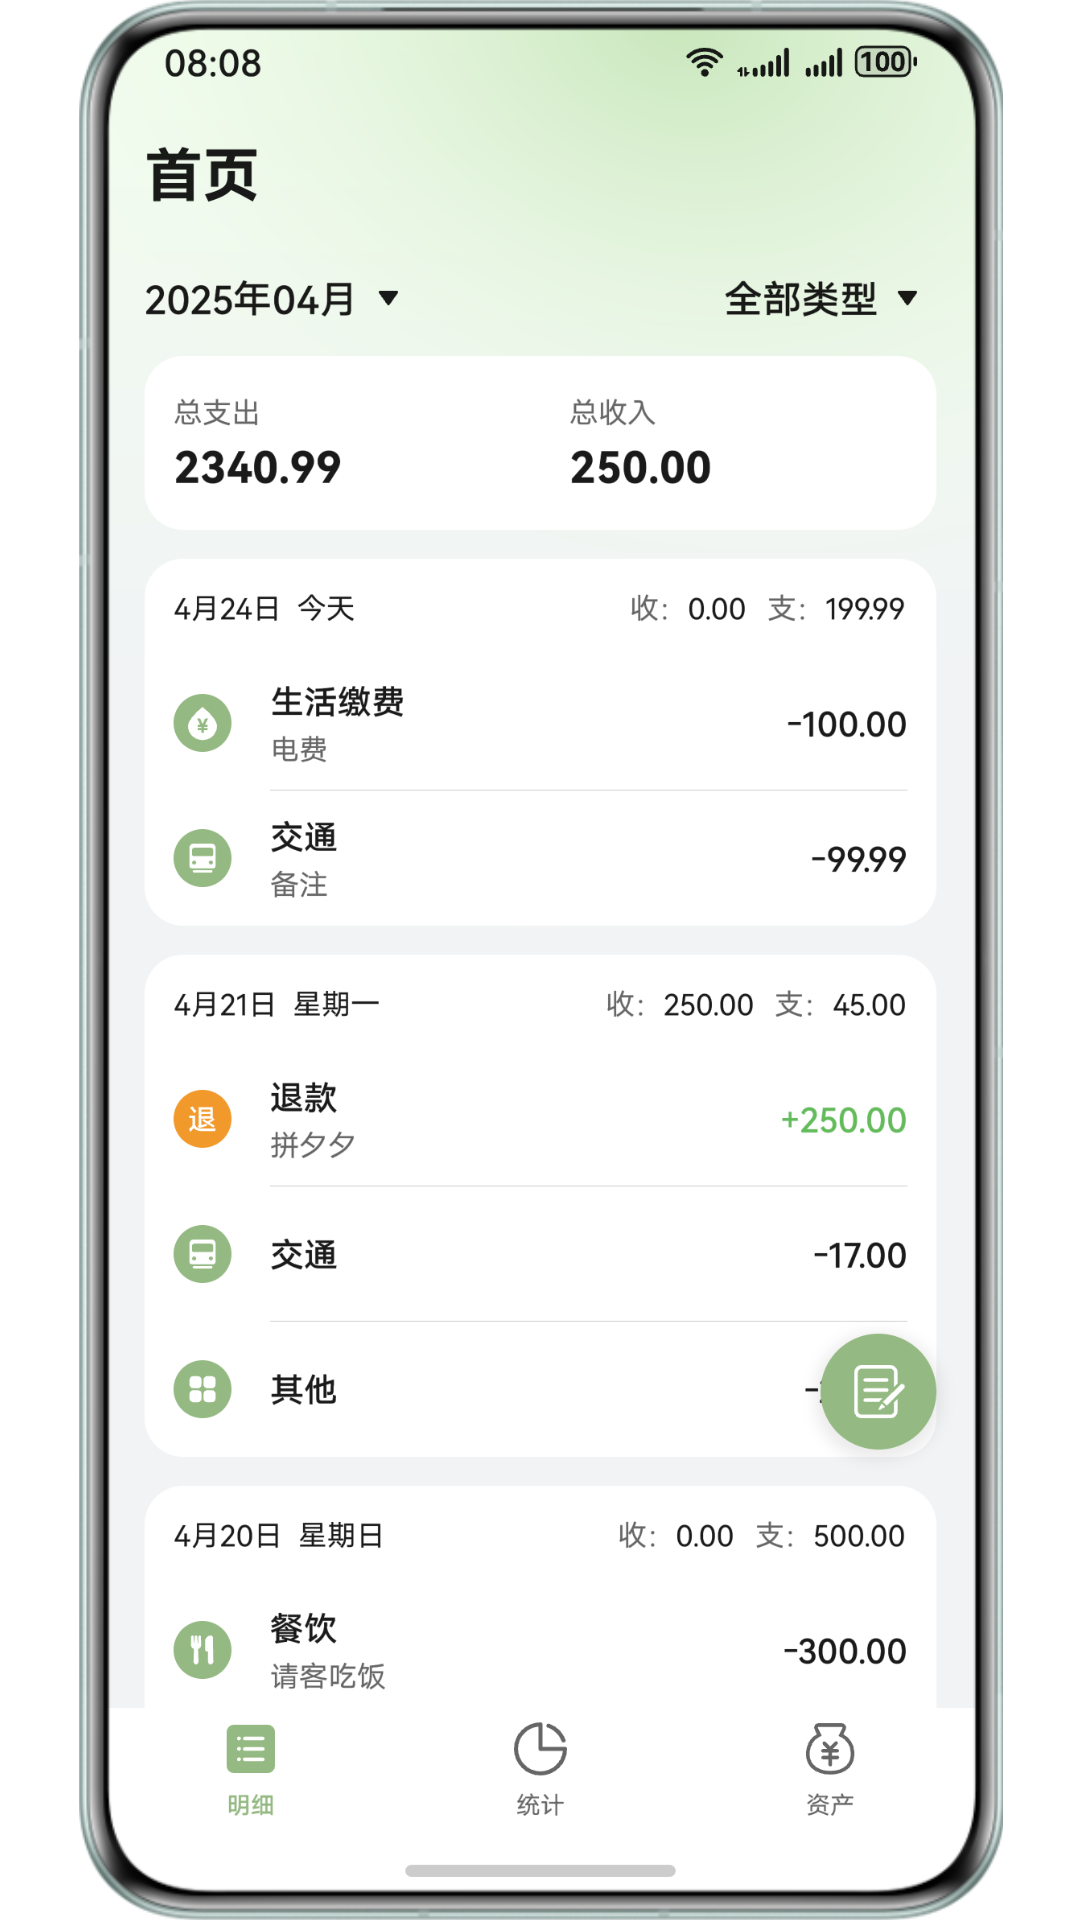 08:08 100
首页
2025年04月 全部类型
总支出 总收入
2340.99 250.00
4月24日 今天 收: 0.00 支: 199.99
¥ 生活缴费 -100.00
电费
交通 -99.99
备注
4月21日 星期一 收: 250.00 支: 45.00
退 退款 +250.00
拼夕夕
交通 -17.00
其他
4月20日 星期日 收: 0.00 支: 500.00
餐饮 -300.00
请客吃饭
明细 统计 资产